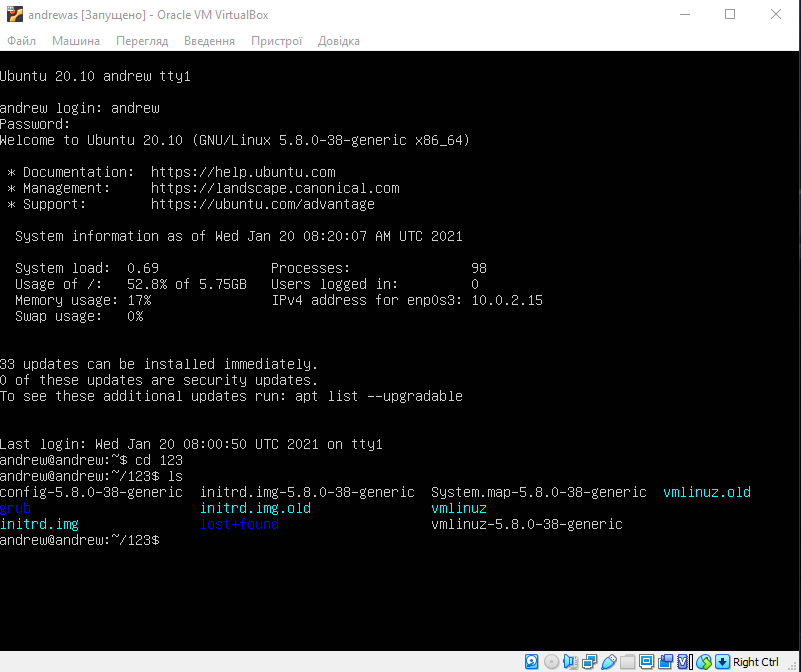 andrewas [Запущено] - Oracle VM VirtualBox
Файл Машина Перегляд Введення Пристрої Довідка
Ubuntu 20.10 andrew tty1
andrew login: andrew
Password:
Welcome to Ubuntu 20.10 (GNU/Linux 5.8.0-38-generic x86_64)
* Documentation:  https://help.ubuntu.com
* Management:     https://landscape.canonical.com
* Support:        https://ubuntu.com/advantage
System information as of Wed Jan 20 08:20:07 AM UTC 2021
System load:  0.69               Processes:               98
Usage of /:   52.8% of 5.75GB   Users logged in:         0
Memory usage: 17%               IPv4 address for enp0s3: 10.0.2.15
Swap usage:   0%
33 updates can be installed immediately.
0 of these updates are security updates.
To see these additional updates run: apt list --upgradable
Last login: Wed Jan 20 08:00:50 UTC 2021 on tty1
andrew@andrew:~$ cd 123
andrew@andrew:~/123$ ls
config-5.8.0-38-generic  initrd.img-5.8.0-38-generic  System.map-5.8.0-38-generic  vmlinuz.old
grub                     initrd.img.old               vmlinuz
initrd.img               lost+found                   vmlinuz-5.8.0-38-generic
andrew@andrew:~/123$
Right Ctrl